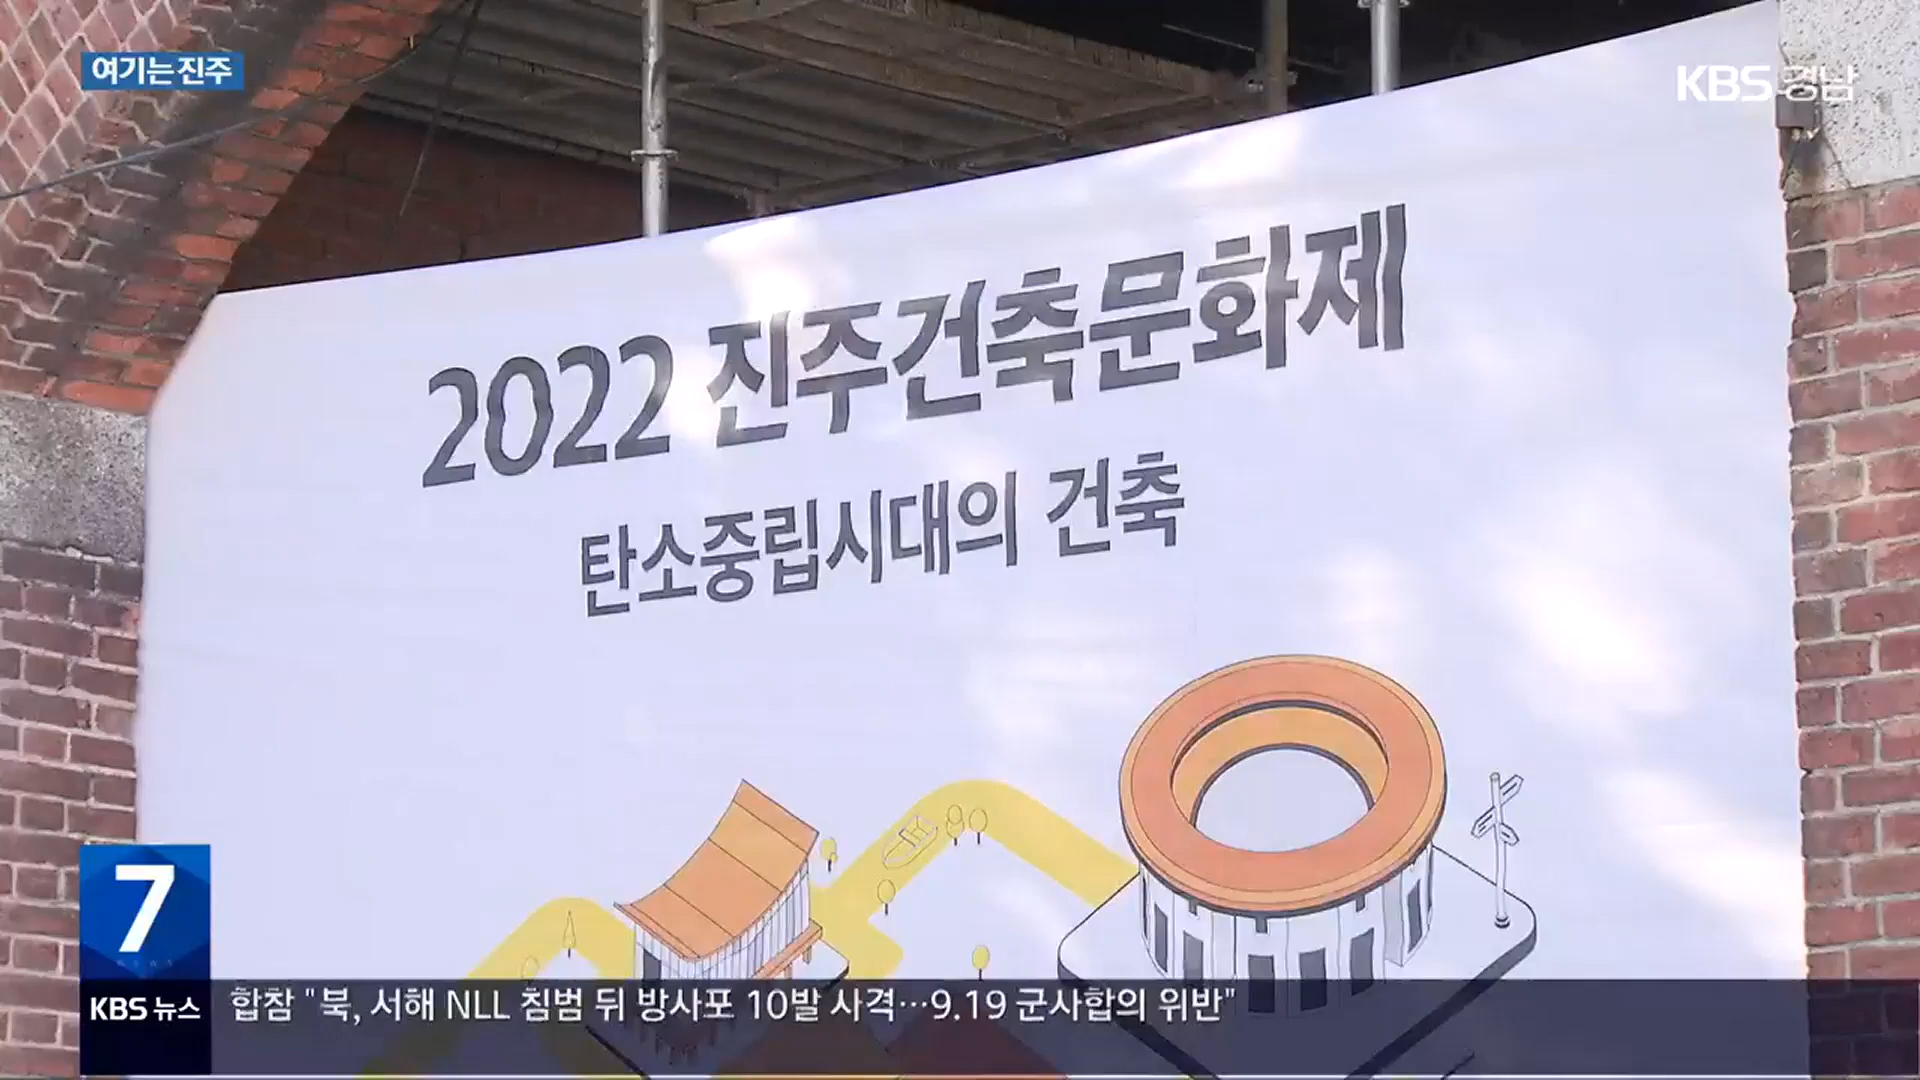 여기는 진주
KBS 경남
2022 진주건축문화제
탄소중립시대의 건축
7
NEWS
KBS 뉴스
합참 "북, 서해 NLL 침범 뒤 방사포 10발 사격…9.19 군사합의 위반"